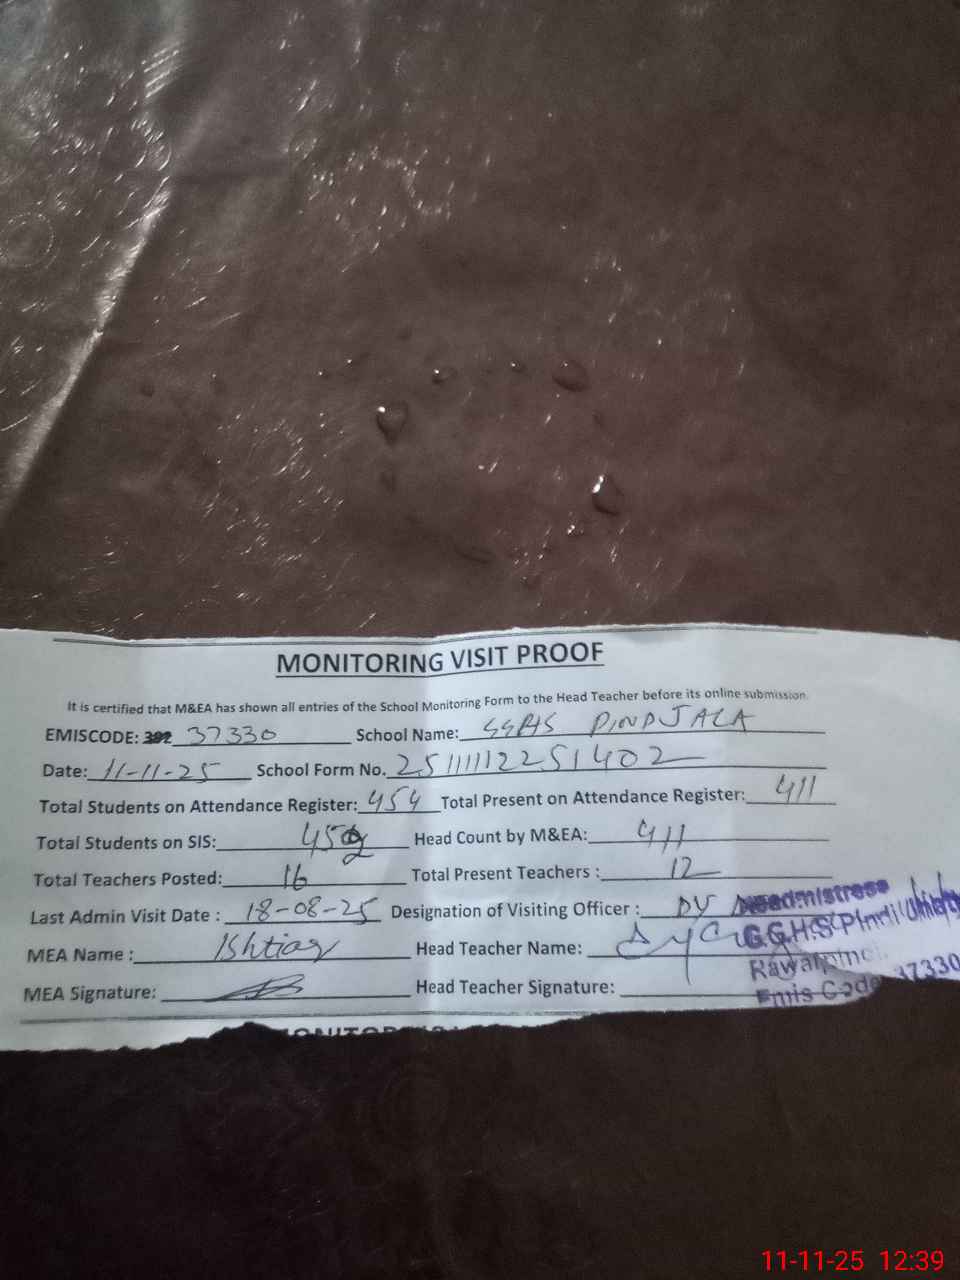 MONITORING VISIT PROOF
It is certified that M&EA has shown all entries of the School Monitoring Form to the Head Teacher before its online submission.
EMISCODE: 37330 School Name: PINDJALA
Date: 11-11-25 School Form No. 251111122251402
Total Students on Attendance Register: 454 Total Present on Attendance Register: 411
Total Students on SIS: Head Count by M&EA: 411
Total Teachers Posted: 16 Total Present Teachers : 12
Last Admin Visit Date : 18-08-25 Designation of Visiting Officer : DY
Headmistress
MEA Name : Ishtiaq Head Teacher Name:
G.G.H.S Pind
Rawalpindi
MEA Signature: Head Teacher Signature:
Emis Code 37330
11-11-25 12:39